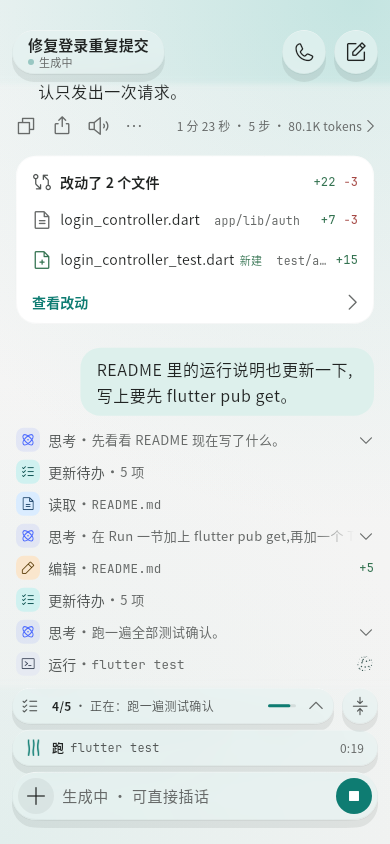 修复登录重复提交
生成中
认只发出一次请求。
1 分 23 秒 · 5 步 · 80.1K tokens
改动了 2 个文件 +22 -3
login_controller.dart app/lib/auth +7 -3
login_controller_test.dart 新建 test/a… +15
查看改动
README 里的运行说明也更新一下,
写上要先 flutter pub get。
思考 · 先看看 README 现在写了什么。
更新待办 · 5 项
读取 · README.md
思考 · 在 Run 一节加上 flutter pub get,再加一个
编辑 · README.md +5
更新待办 · 5 项
思考 · 跑一遍全部测试确认。
运行 · flutter test
4/5 · 正在: 跑一遍测试确认
跑 flutter test 0:19
生成中 · 可直接插话